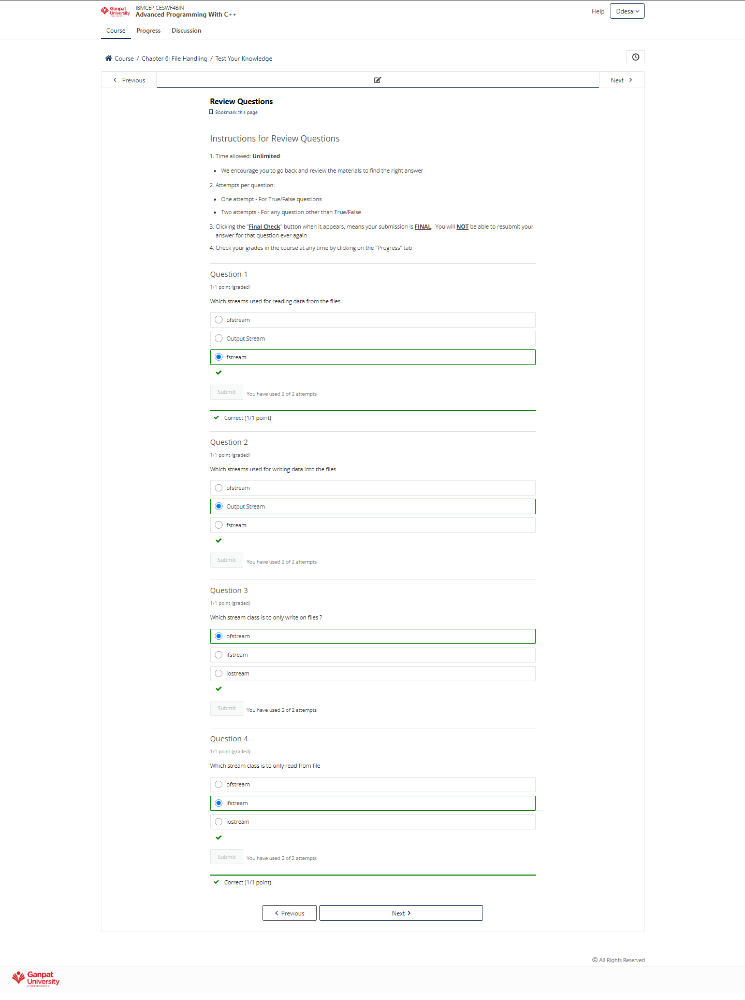 Ganpat
University
IBMCEP CESWF4BIN
Advanced Programming With C++
Help
Ddesai
Course
Progress
Discussion
Course / Chapter 6: File Handling / Test Your Knowledge
Previous
Next
Review Questions
Bookmark this page
Instructions for Review Questions
1. Time allowed: Unlimited
We encourage you to go back and review the materials to find the right answer
2. Attempts per question:
One attempt - For True/False questions
Two attempts - For any question other than True/False
3. Clicking the "Final Check" button when it appears, means your submission is FINAL. You will NOT be able to resubmit your
answer for that question ever again
4. Check your grades in the course at any time by clicking on the "Progress" tab
Question 1
1/1 point (graded)
Which streams used for reading data from the files.
ofstream
Output Stream
fstream
Submit
You have used 2 of 2 attempts
Correct (1/1 point)
Question 2
1/1 point (graded)
Which streams used for writing data into the files.
ofstream
Output Stream
fstream
Submit
You have used 2 of 2 attempts
Question 3
1/1 point (graded)
Which stream class is to only write on files ?
ofstream
ifstream
iostream
Submit
You have used 2 of 2 attempts
Question 4
1/1 point (graded)
Which stream class is to only read from file
ofstream
ifstream
iostream
Submit
You have used 2 of 2 attempts
Correct (1/1 point)
Previous
Next
© All Rights Reserved
Ganpat
University